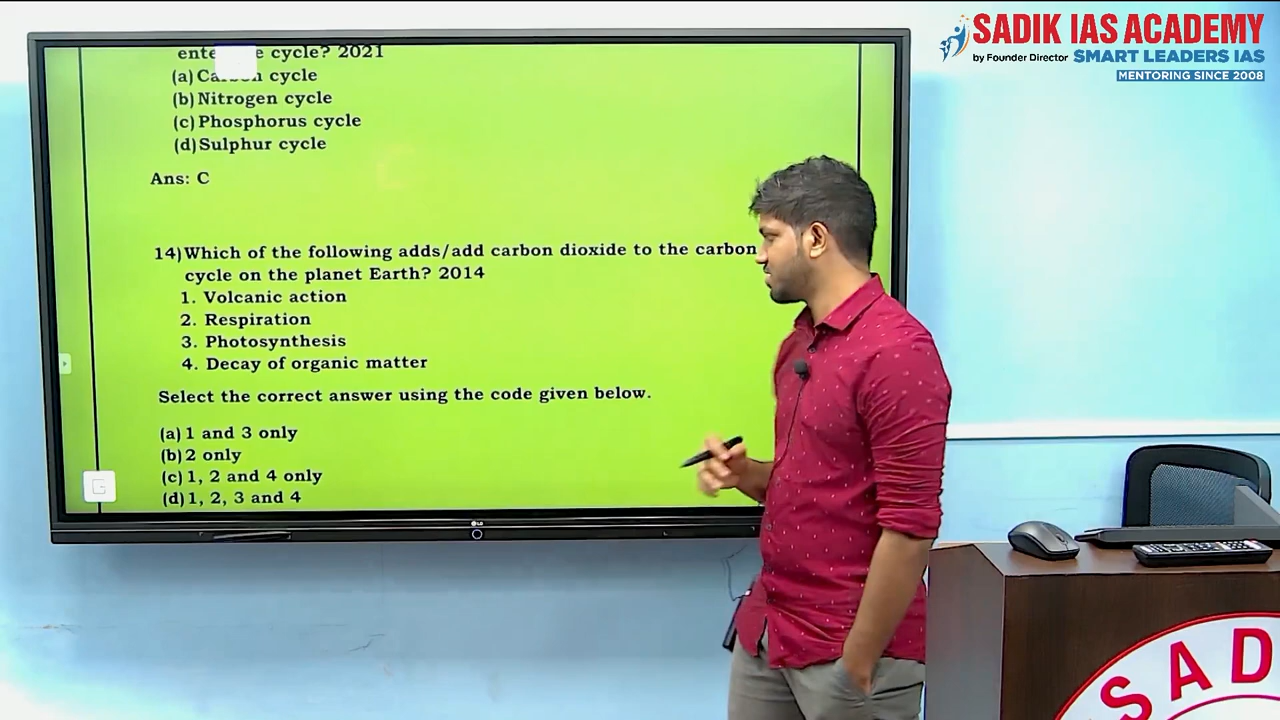 SADIK IAS ACADEMY
by Founder Director SMART LEADERS IAS
MENTORING SINCE 2008
cycle? 2021
(a) Carbon cycle
(b) Nitrogen cycle
(c) Phosphorus cycle
(d) Sulphur cycle
Ans: C
14) Which of the following adds/add carbon dioxide to the carbon
cycle on the planet Earth? 2014
1. Volcanic action
2. Respiration
3. Photosynthesis
4. Decay of organic matter
Select the correct answer using the code given below.
(a) 1 and 3 only
(b) 2 only
(c) 1, 2 and 4 only
(d) 1, 2, 3 and 4
LG
SAD